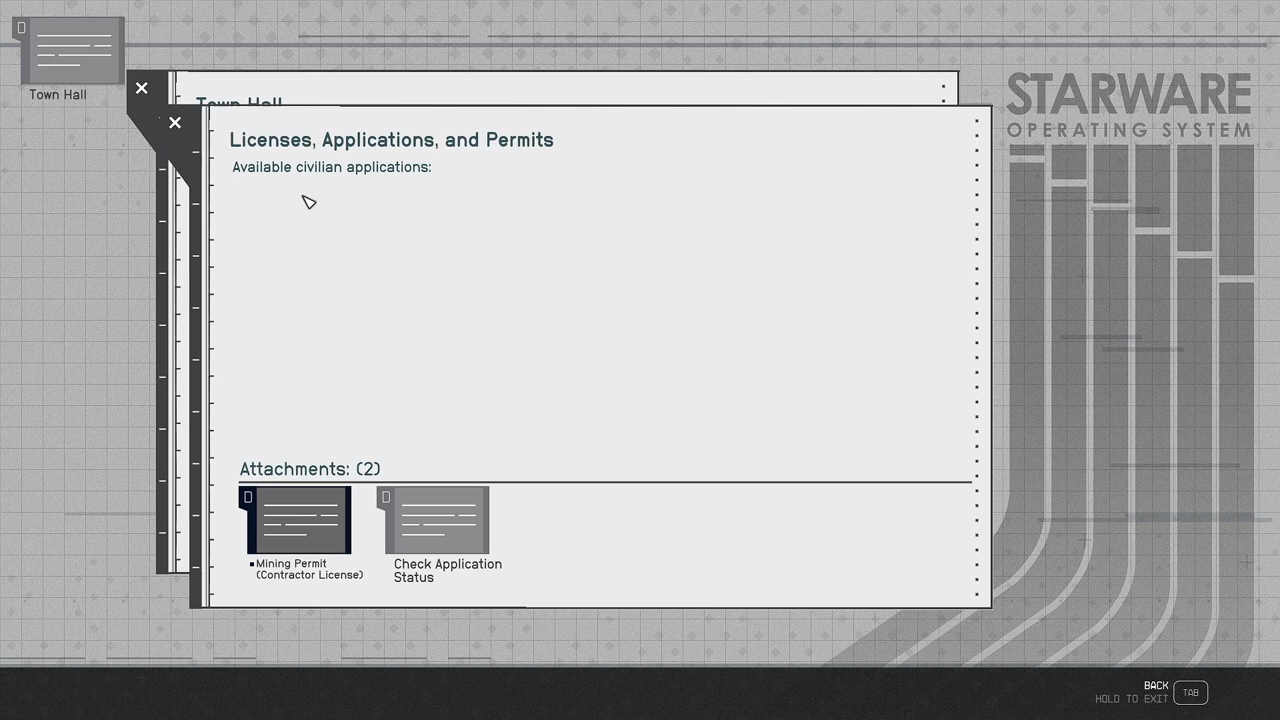 D
Town Hall
Town Hall
STARWARE
OPERATING SYSTEM
Licenses, Applications, and Permits
Available civilian applications:
Attachments: (2)
D
D
Mining Permit
(Contractor License)
Check Application
Status
BACK
HOLD TO EXIT
TAB